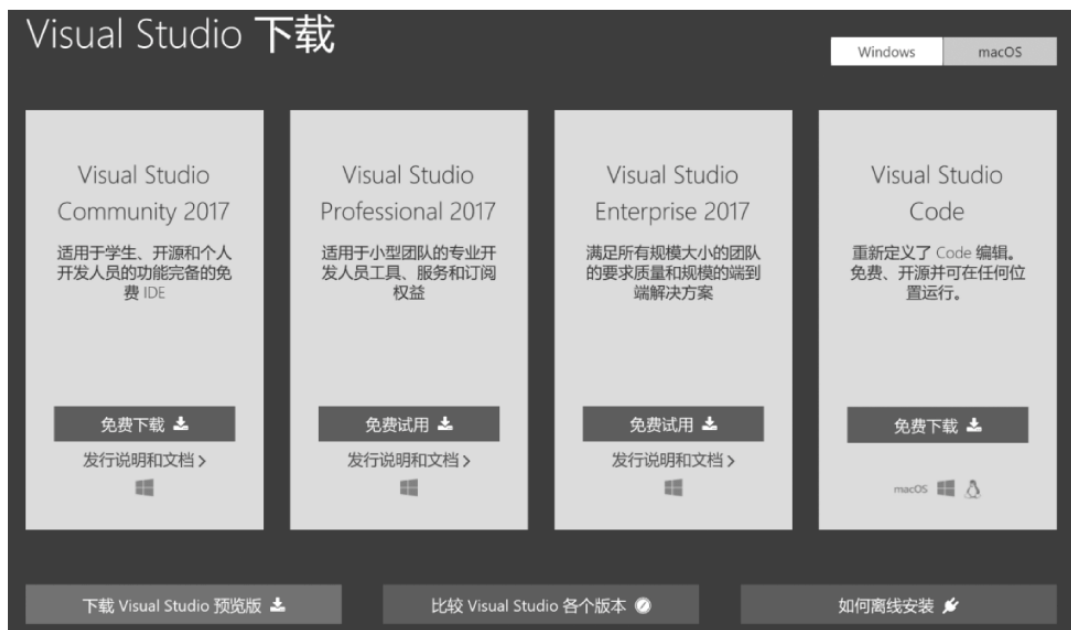 Visual Studio 下载
Windows
macOS
Visual Studio
Community 2017
适用于学生、开源和个人
开发人员的功能完备的免
费 IDE
免费下载
发行说明和文档
Visual Studio
Professional 2017
适用于小型团队的专业开
发人员工具、服务和订阅
权益
免费试用
发行说明和文档
Visual Studio
Enterprise 2017
满足所有规模大小的团队
的要求质量和规模的端到
端解决方案
免费试用
发行说明和文档
Visual Studio
Code
重新定义了 Code 编辑。
免费、开源并可在任何位
置运行。
免费下载
macOS
下载 Visual Studio 预览版
比较 Visual Studio 各个版本
如何离线安装